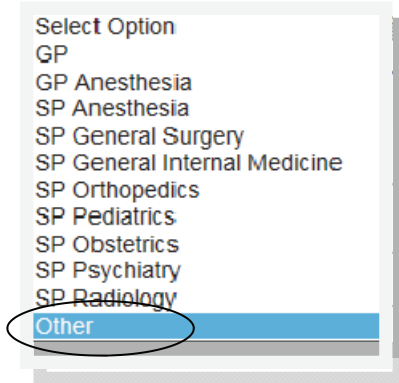 Select Option
GP
GP Anesthesia
SP Anesthesia
SP General Surgery
SP General Internal Medicine
SP Orthopedics
SP Pediatrics
SP Obstetrics
SP Psychiatry
SP Radiology
Other